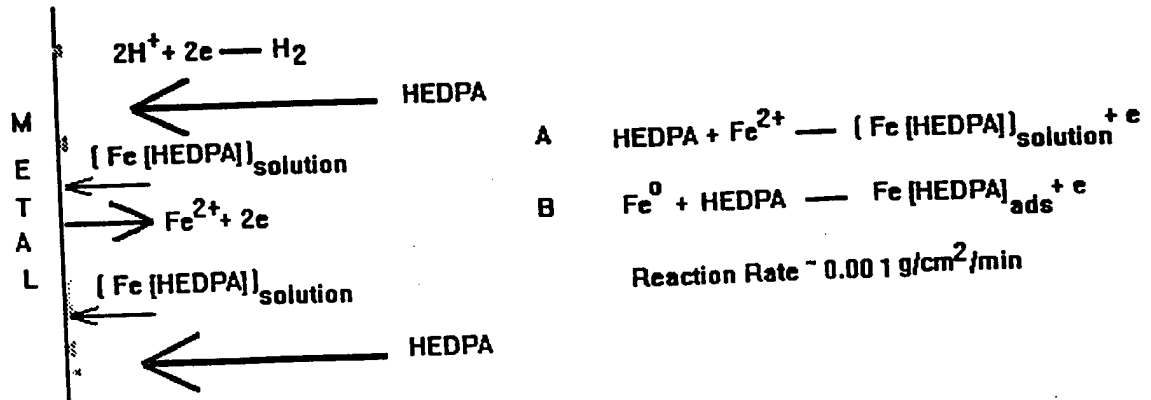 2H⁺ + 2e — H₂
HEDPA
METAL
[Fe [HEDPA]]solution
Fe²⁺ + 2e
[Fe [HEDPA]]solution
HEDPA
A HEDPA + Fe²⁺ — [Fe [HEDPA]]solution + e
B Fe⁰ + HEDPA — Fe [HEDPA]ads + e
Reaction Rate ~ 0.001 g/cm²/min